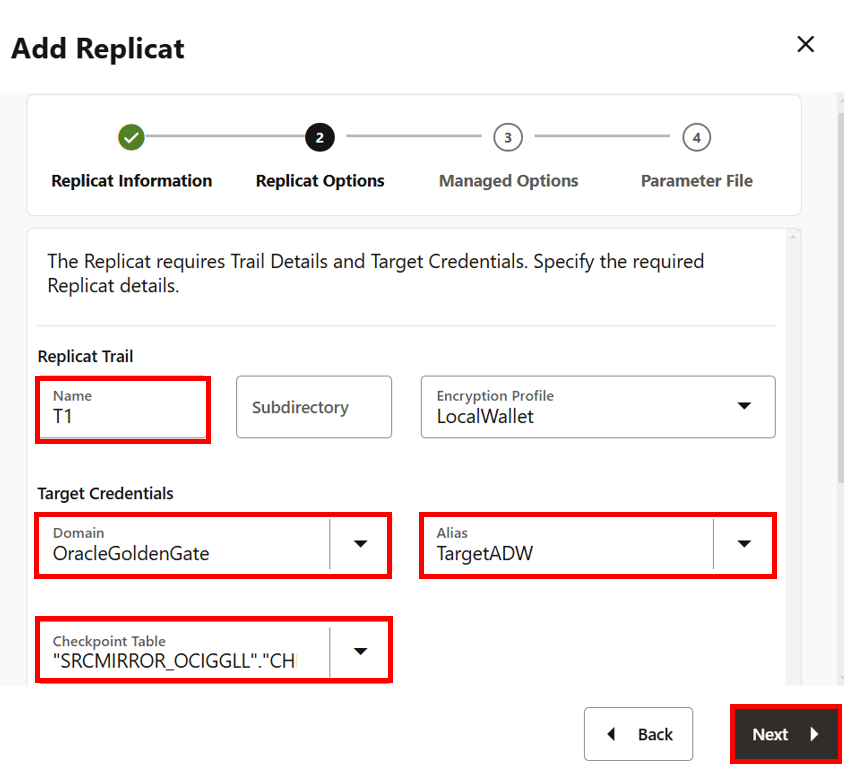 Add Replicat
2
3
4
Replicat Information
Replicat Options
Managed Options
Parameter File
The Replicat requires Trail Details and Target Credentials. Specify the required
Replicat details.
Replicat Trail
Name
T1
Subdirectory
Encryption Profile
LocalWallet
Target Credentials
Domain
OracleGoldenGate
Alias
TargetADW
Checkpoint Table
"SRCMIRROR_OCIGGLL"."CH
Back
Next